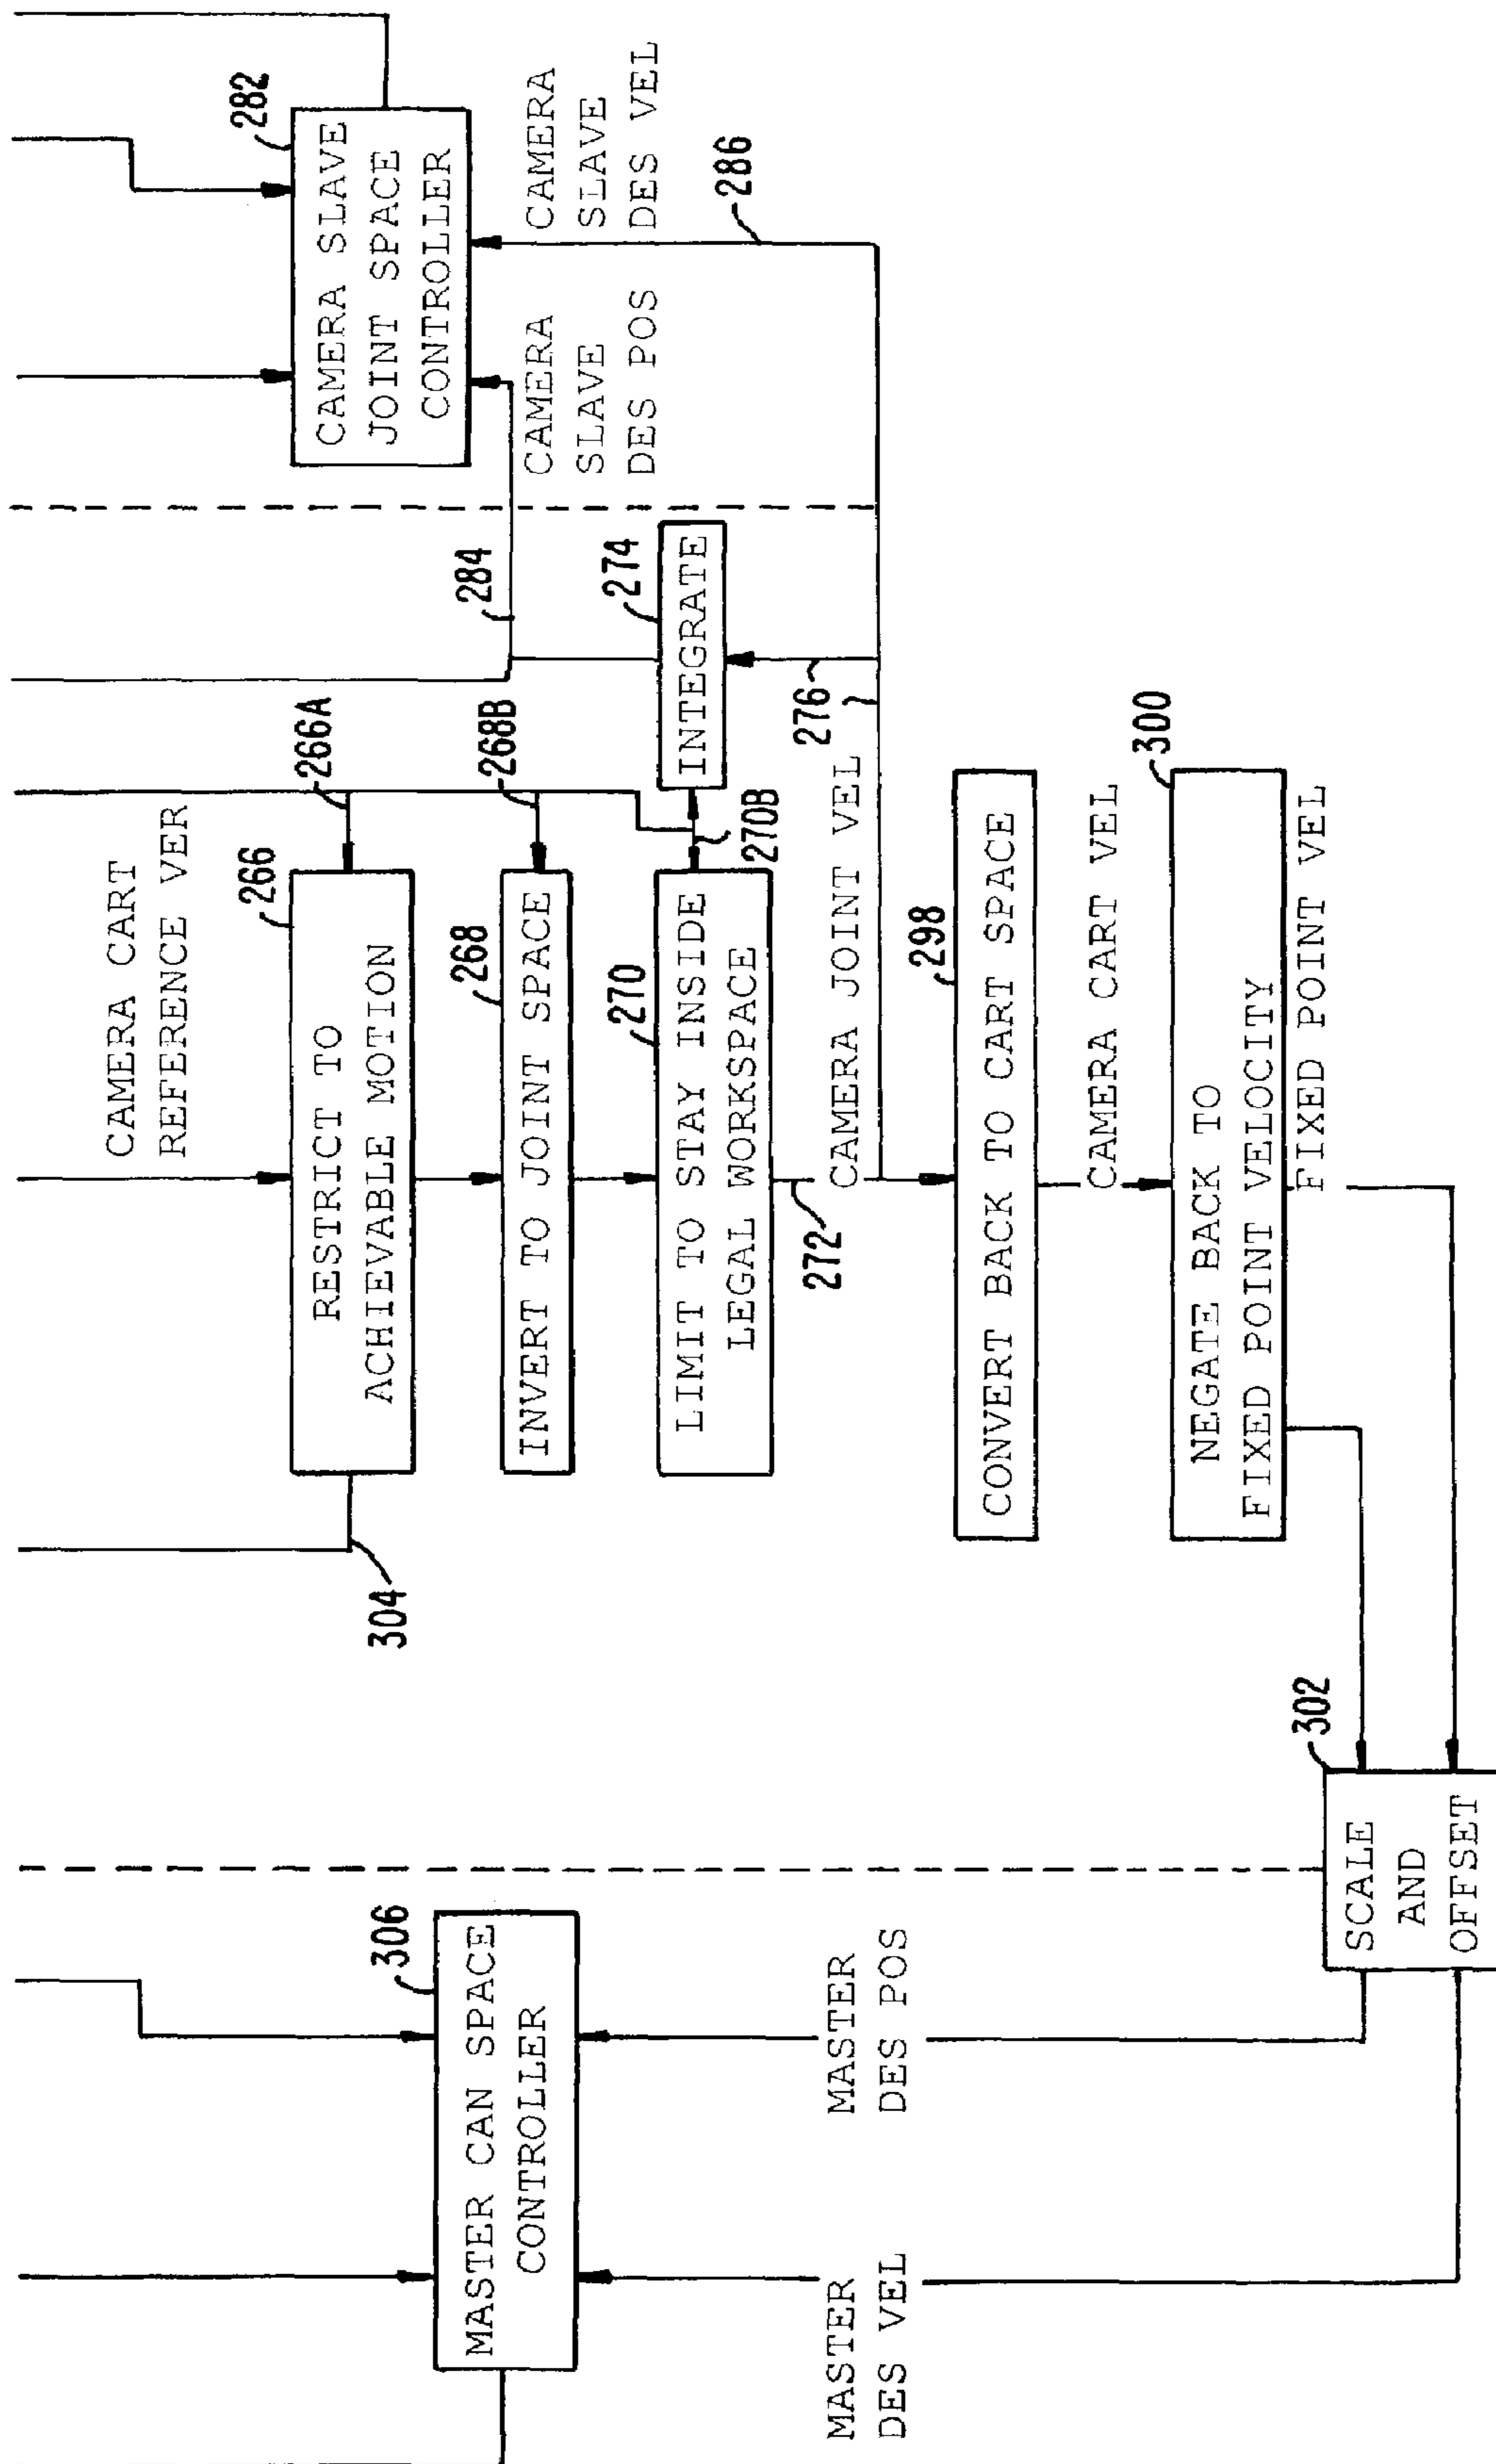 CAMERA CART
REFERENCE VER
282
CAMERA SLAVE
JOINT SPACE
CONTROLLER
266A
266
RESTRICT TO
ACHIEVABLE MOTION
304
306
MASTER CAN SPACE
CONTROLLER
268B
268
INVERT TO JOINT SPACE
284
CAMERA
SLAVE
DES POS
CAMERA
SLAVE
DES VEL
270
LIMIT TO STAY INSIDE
LEGAL WORKSPACE
274
INTEGRATE
270B
286
272
276
CAMERA JOINT VEL
MASTER
DES VEL
MASTER
DES POS
298
CONVERT BACK TO CART SPACE
CAMERA CART VEL
300
NEGATE BACK TO
FIXED POINT VELOCITY
FIXED POINT VEL
302
SCALE
AND
OFFSET